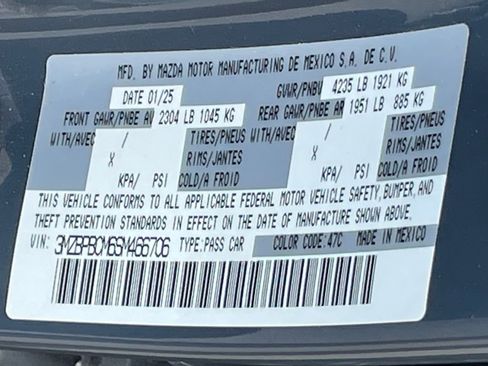 MFD. BY MAZDA MOTOR MANUFACTURING DE MEXICO S.A. DE C.V.
DATE 01/25 GVWR/PNBV 4235 LB 1921 KG
FRONT GAWR/PNBE AV 2304 LB 1045 KG REAR GAWR/PNBE AR 1951 LB 885 KG
WITH/AVEC / TIRES/PNEUS WITH/AVEC / TIRES/PNEUS
X RIMS/JANTES X RIMS/JANTES
KPA/ PSI COLD/A FROID KPA/ PSI COLD/A FROID
THIS VEHICLE CONFORMS TO ALL APPLICABLE FEDERAL MOTOR VEHICLE SAFETY, BUMPER, AND
THEFT PREVENTION STANDARDS IN EFFECT ON THE DATE OF MANUFACTURE SHOWN ABOVE.
VIN: 3MZBPBCM6SM466706 TYPE:PASS CAR COLOR CODE:47C MADE IN MEXICO